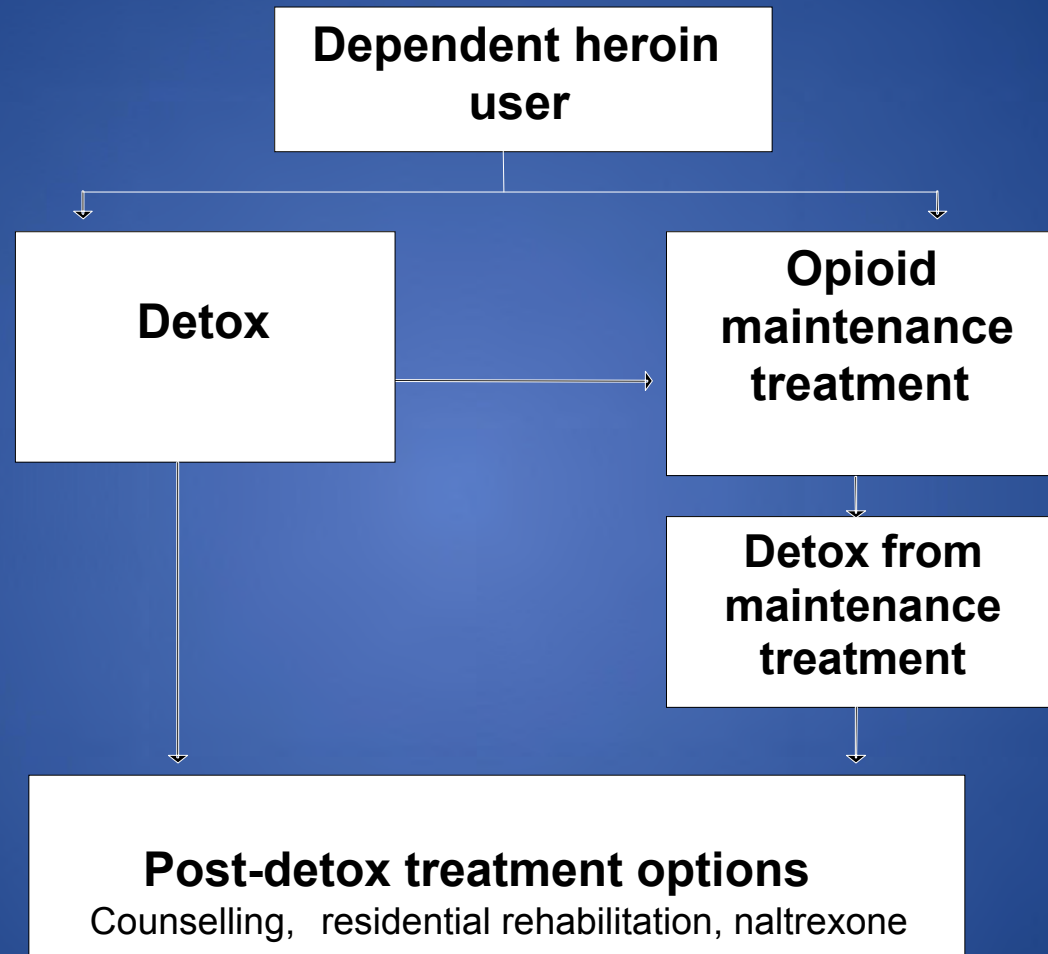 Dependent heroin
user
Detox
Opioid
maintenance
treatment
Detox from
maintenance
treatment
Post-detox treatment options
Counselling, residential rehabilitation, naltrexone